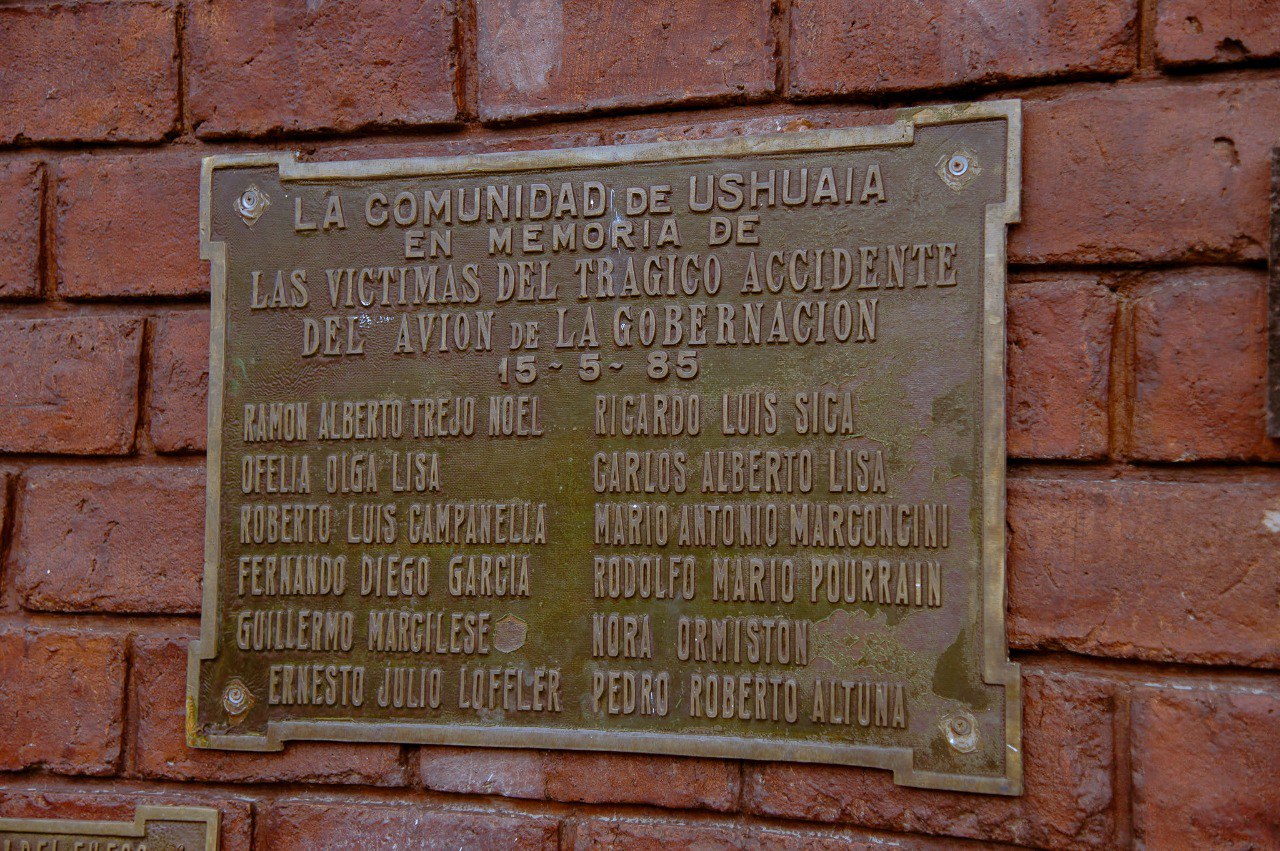 LA COMUNIDAD DE USHUAIA
EN MEMORIA DE
LAS VICTIMAS DEL TRAGICO ACCIDENTE
DEL AVION DE LA GOBERNACION
15-5-85
RAMON ALBERTO TREJO NOEL
OFELIA OLGA LISA
ROBERTO LUIS CAMPANELLA
FERNANDO DIEGO GARCIA
GUILLERMO MARGILESE
ERNESTO JULIO LOFFLER
RICARDO LUIS SICA
CARLOS ALBERTO LISA
MARIO ANTONIO MARCONCINI
RODOLFO MARIO POURRAIN
NORA ORMISTON
PEDRO ROBERTO ALTUNA